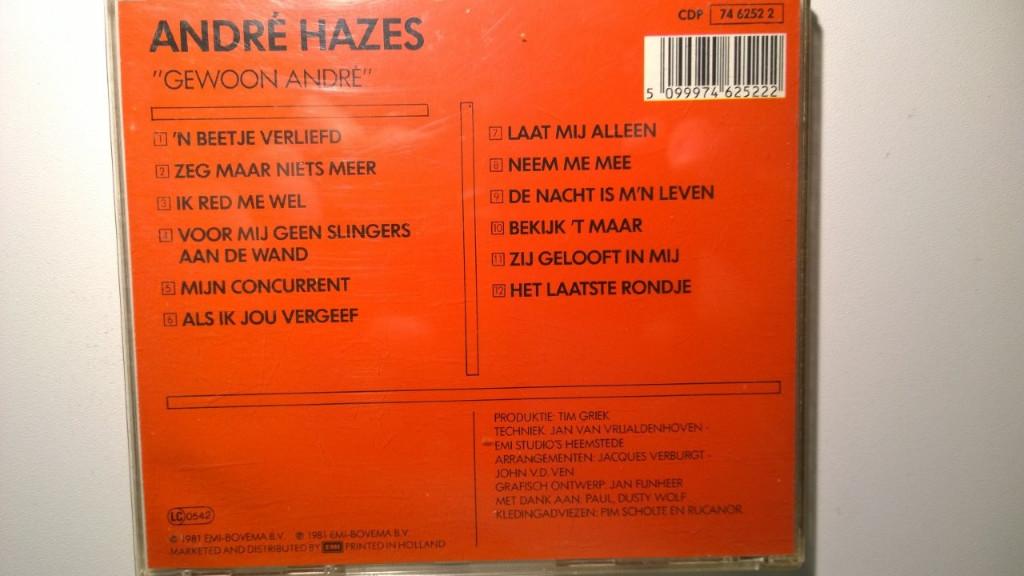 ANDRÉ HAZES
"GEWOON ANDRÉ"
CDP 74 6252 2
5 099974 625222
1 'N BEETJE VERLIEFD
2 ZEG MAAR NIETS MEER
3 IK RED ME WEL
4 VOOR MIJ GEEN SLINGERS
AAN DE WAND
5 MIJN CONCURRENT
6 ALS IK JOU VERGEEF
7 LAAT MIJ ALLEEN
8 NEEM ME MEE
9 DE NACHT IS M'N LEVEN
10 BEKIJK 'T MAAR
11 ZIJ GELOOFT IN MIJ
12 HET LAATSTE RONDJE
PRODUKTIE: TIM GRIEK
TECHNIEK: JAN VAN VRIJALDENHOVEN -
EMI STUDIO'S HEEMSTEDE
ARRANGEMENTEN: JACQUES VERBURGT -
JOHN V.D. VEN
GRAFISCH ONTWERP: JAN FIJNHEER
MET DANK AAN: PAUL, DUSTY WOLF
KLEDINGADVIEZEN: PIM SCHOLTE EN RUCANOR.
LC 0542
© 1981 EMI-BOVEMA B.V. ℗ 1981 EMI-BOVEMA B.V.
MARKETED AND DISTRIBUTED BY EMI PRINTED IN HOLLAND